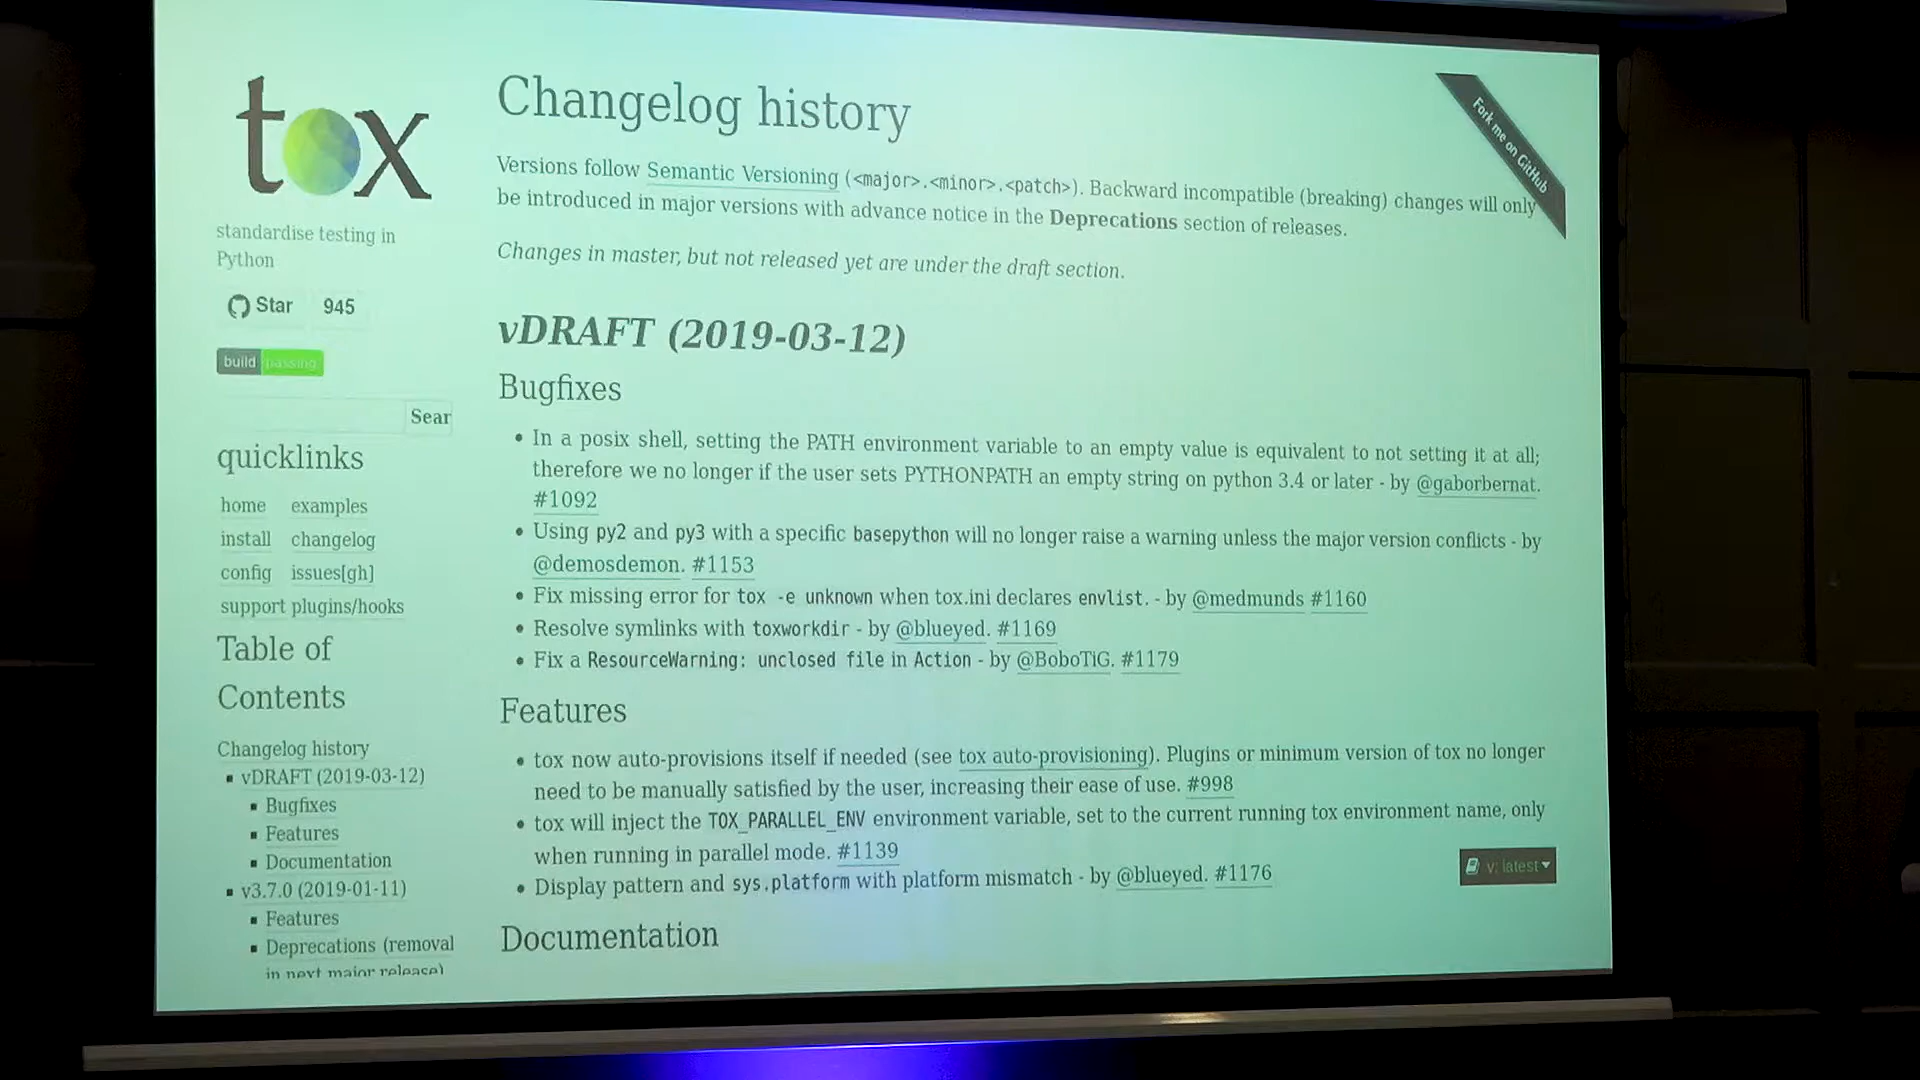 tox
standardise testing in
Python
Star 945
build passing
Sear
quicklinks
home examples
install changelog
config issues[gh]
support plugins/hooks
Table of
Contents
Changelog history
vDRAFT (2019-03-12)
Bugfixes
Features
Documentation
v3.7.0 (2019-01-11)
Features
Deprecations (removal
in next major release)
Changelog history
Fork me on GitHub
Versions follow Semantic Versioning (<major>.<minor>.<patch>). Backward incompatible (breaking) changes will only
be introduced in major versions with advance notice in the Deprecations section of releases.
Changes in master, but not released yet are under the draft section.
vDRAFT (2019-03-12)
Bugfixes
In a posix shell, setting the PATH environment variable to an empty value is equivalent to not setting it at all;
therefore we no longer if the user sets PYTHONPATH an empty string on python 3.4 or later - by @gaborbernat.
#1092
Using py2 and py3 with a specific basepython will no longer raise a warning unless the major version conflicts - by
@demosdemon. #1153
Fix missing error for tox -e unknown when tox.ini declares envlist. - by @medmunds #1160
Resolve symlinks with toxworkdir - by @blueyed. #1169
Fix a ResourceWarning: unclosed file in Action - by @BoboTiG. #1179
Features
tox now auto-provisions itself if needed (see tox auto-provisioning). Plugins or minimum version of tox no longer
need to be manually satisfied by the user, increasing their ease of use. #998
tox will inject the TOX_PARALLEL_ENV environment variable, set to the current running tox environment name, only
when running in parallel mode. #1139
Display pattern and sys.platform with platform mismatch - by @blueyed. #1176
v: latest
Documentation